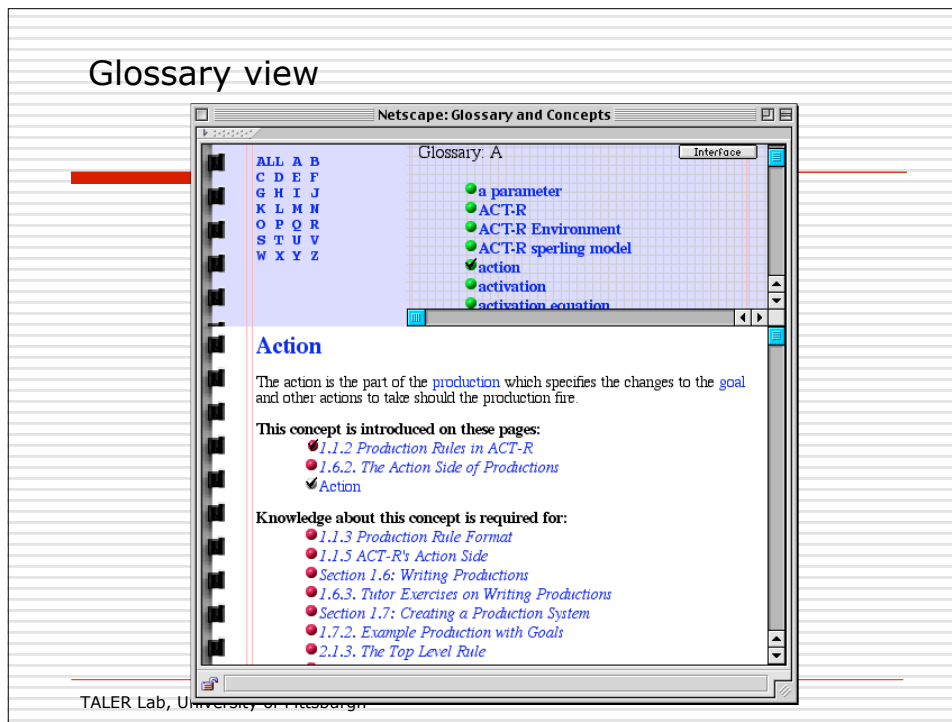 Glossary view
Netscape: Glossary and Concepts
ALL A B
C D E F
G H I J
K L M N
O P Q R
S T U V
W X Y Z
Glossary: A
Interface
a parameter
ACT-R
ACT-R Environment
ACT-R sperling model
action
activation
activation equation
Action
The action is the part of the production which specifies the changes to the goal
and other actions to take should the production fire.
This concept is introduced on these pages:
1.1.2 Production Rules in ACT-R
1.6.2. The Action Side of Productions
Action
Knowledge about this concept is required for:
1.1.3 Production Rule Format
1.1.5 ACT-R's Action Side
Section 1.6: Writing Productions
1.6.3. Tutor Exercises on Writing Productions
Section 1.7: Creating a Production System
1.7.2. Example Production with Goals
2.1.3. The Top Level Rule
TALER Lab, University of Pittsburgh